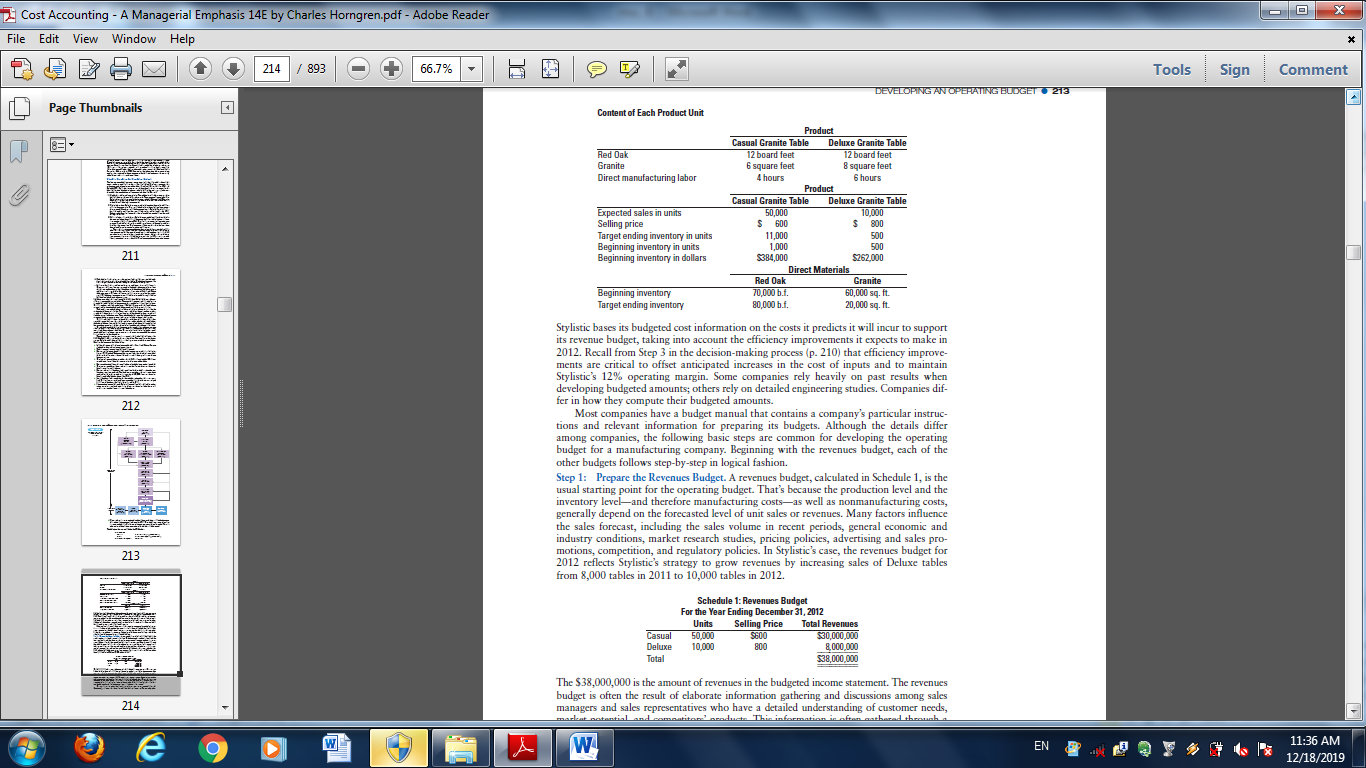 Cost Accounting - A Managerial Emphasis 14E by Charles Horngren.pdf - Adobe Reader
File Edit View Window Help
214 / 893 66.7% Tools Sign Comment
Page Thumbnails
211
212
213
214
DEVELOPING AN OPERATING BUDGET ● 213
Content of Each Product Unit
Product
Casual Granite Table Deluxe Granite Table
Red Oak 12 board feet 12 board feet
Granite 6 square feet 8 square feet
Direct manufacturing labor 4 hours 6 hours
Product
Casual Granite Table Deluxe Granite Table
Expected sales in units 50,000 10,000
Selling price $ 600 $ 800
Target ending inventory in units 11,000 500
Beginning inventory in units 1,000 500
Beginning inventory in dollars $384,000 $262,000
Direct Materials
Red Oak Granite
Beginning inventory 70,000 b.f. 60,000 sq. ft.
Target ending inventory 80,000 b.f. 20,000 sq. ft.
Stylistic bases its budgeted cost information on the costs it predicts it will incur to support
its revenue budget, taking into account the efficiency improvements it expects to make in
2012. Recall from Step 3 in the decision-making process (p. 210) that efficiency improve-
ments are critical to offset anticipated increases in the cost of inputs and to maintain
Stylistic's 12% operating margin. Some companies rely heavily on past results when
developing budgeted amounts; others rely on detailed engineering studies. Companies dif-
fer in how they compute their budgeted amounts.
Most companies have a budget manual that contains a company's particular instruc-
tions and relevant information for preparing its budgets. Although the details differ
among companies, the following basic steps are common for developing the operating
budget for a manufacturing company. Beginning with the revenues budget, each of the
other budgets follows step-by-step in logical fashion.
Step 1: Prepare the Revenues Budget. A revenues budget, calculated in Schedule 1, is the
usual starting point for the operating budget. That's because the production level and the
inventory level—and therefore manufacturing costs—as well as nonmanufacturing costs,
generally depend on the forecasted level of unit sales or revenues. Many factors influence
the sales forecast, including the sales volume in recent periods, general economic and
industry conditions, market research studies, pricing policies, advertising and sales pro-
motions, competition, and regulatory policies. In Stylistic's case, the revenues budget for
2012 reflects Stylistic's strategy to grow revenues by increasing sales of Deluxe tables
from 8,000 tables in 2011 to 10,000 tables in 2012.
Schedule 1: Revenues Budget
For the Year Ending December 31, 2012
Units Selling Price Total Revenues
Casual 50,000 $600 $30,000,000
Deluxe 10,000 800 8,000,000
Total $38,000,000
The $38,000,000 is the amount of revenues in the budgeted income statement. The revenues
budget is often the result of elaborate information gathering and discussions among sales
managers and sales representatives who have a detailed understanding of customer needs,
market potential, and competitors' products. This information is often gathered through a
EN
11:36 AM
12/18/2019